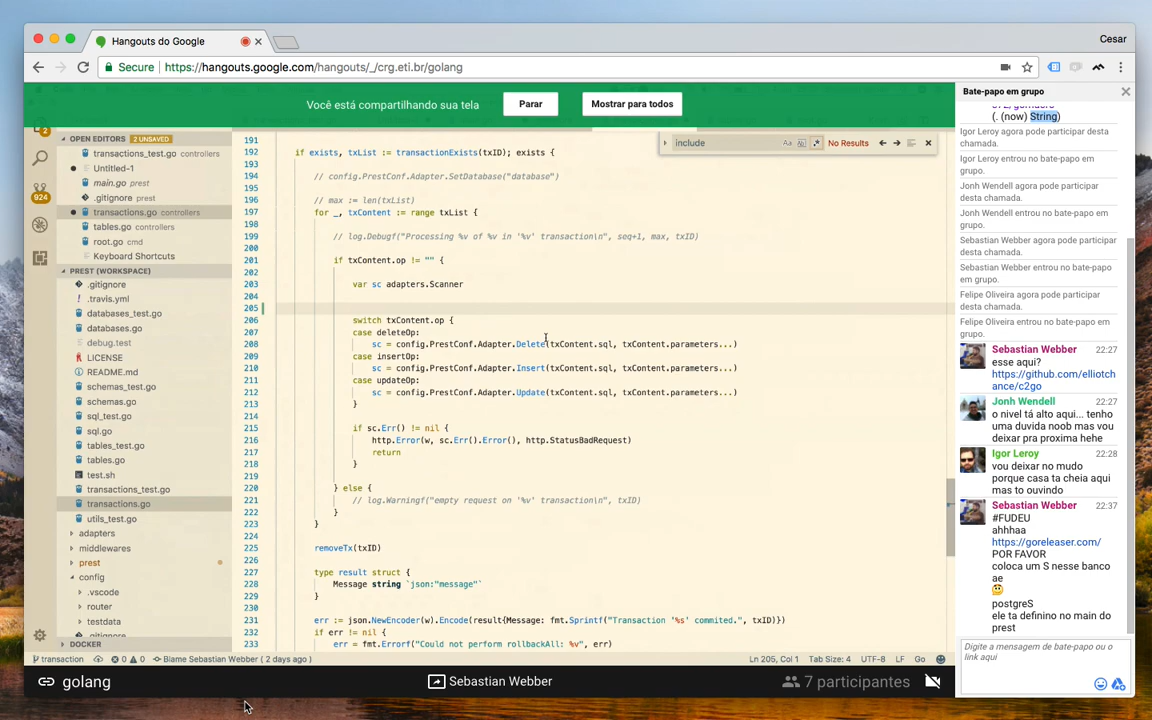 Hangouts do Google
Cesar
Secure
https://hangouts.google.com/hangouts/_/crg.eti.br/golang
Você está compartilhando sua tela
Parar
Mostrar para todos
OPEN EDITORS 2 UNSAVED
transactions_test.go controllers
Untitled-1
main.go prest
.gitignore prest
transactions.go controllers
tables.go controllers
root.go cmd
Keyboard Shortcuts
PREST (WORKSPACE)
.gitignore
.travis.yml
databases_test.go
databases.go
debug.test
LICENSE
README.md
schemas_test.go
schemas.go
sql_test.go
sql.go
tables_test.go
tables.go
test.sh
transactions_test.go
transactions.go
utils_test.go
adapters
middlewares
prest
config
.vscode
router
testdata
.gitignore
DOCKER
2
924
include
Aa
No Results
191
192 if exists, txList := transactionExists(txID); exists {
193
194 // config.PrestConf.Adapter.SetDatabase("database")
195
196 // max := len(txList)
197 for _, txContent := range txList {
198
199 // log.Debugf("Processing %v of %v in '%v' transaction\n", seq+1, max, txID)
200
201 if txContent.op != "" {
202
203 var sc adapters.Scanner
204
205
206 switch txContent.op {
207 case deleteOp:
208 sc = config.PrestConf.Adapter.Delete(txContent.sql, txContent.parameters...)
209 case insertOp:
210 sc = config.PrestConf.Adapter.Insert(txContent.sql, txContent.parameters...)
211 case updateOp:
212 sc = config.PrestConf.Adapter.Update(txContent.sql, txContent.parameters...)
213 }
214
215 if sc.Err() != nil {
216 http.Error(w, sc.Err().Error(), http.StatusBadRequest)
217 return
218 }
219
220 } else {
221 // log.Warningf("empty request on '%v' transaction\n", txID)
222 }
223 }
224
225 removeTx(txID)
226
227 type result struct {
228 Message string `json:"message"`
229 }
230
231 err := json.NewEncoder(w).Encode(result{Message: fmt.Sprintf("Transaction '%s' commited.", txID)})
232 if err != nil {
233 err = fmt.Errorf("Could not perform rollbackAll: %v", err)
transaction
0
0
Blame Sebastian Webber ( 2 days ago )
Ln 205, Col 1
Tab Size: 4
UTF-8
LF
Go
golang
Sebastian Webber
7 participantes
Bate-papo em grupo
(. (now) String)
Igor Leroy agora pode participar desta
chamada.
Igor Leroy entrou no bate-papo em
grupo.
Jonh Wendell agora pode participar
desta chamada.
Jonh Wendell entrou no bate-papo em
grupo.
Sebastian Webber agora pode participar
desta chamada.
Sebastian Webber entrou no bate-papo
em grupo.
Felipe Oliveira agora pode participar
desta chamada.
Felipe Oliveira entrou no bate-papo em
grupo.
Sebastian Webber 22:27
esse aqui?
https://github.com/elliotch
ance/c2go
Jonh Wendell 22:27
o nivel tá alto aqui... tenho
uma duvida noob mas vou
deixar pra proxima hehe
Igor Leroy 22:28
vou deixar no mudo
porque casa ta cheia aqui
mas to ouvindo
Sebastian Webber 22:37
#FUDEU
ahhhaa
https://goreleaser.com/
POR FAVOR
coloca um S nesse banco
ae
postgreS
ele ta definino no main do
prest
Digite a mensagem de bate-papo ou o
link aqui